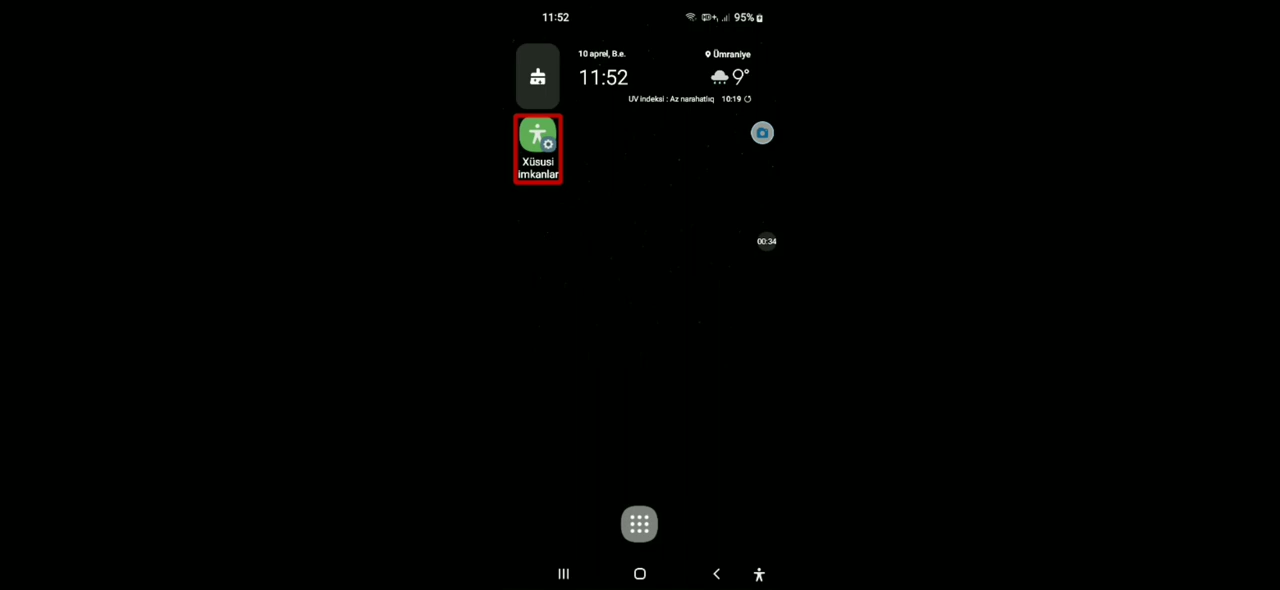 11:52
95%
10 aprel, B.e.
Ümraniye
11:52
9°
UV indeksi : Az narahatlıq 10:19
Xüsusi
imkanlar
00:34